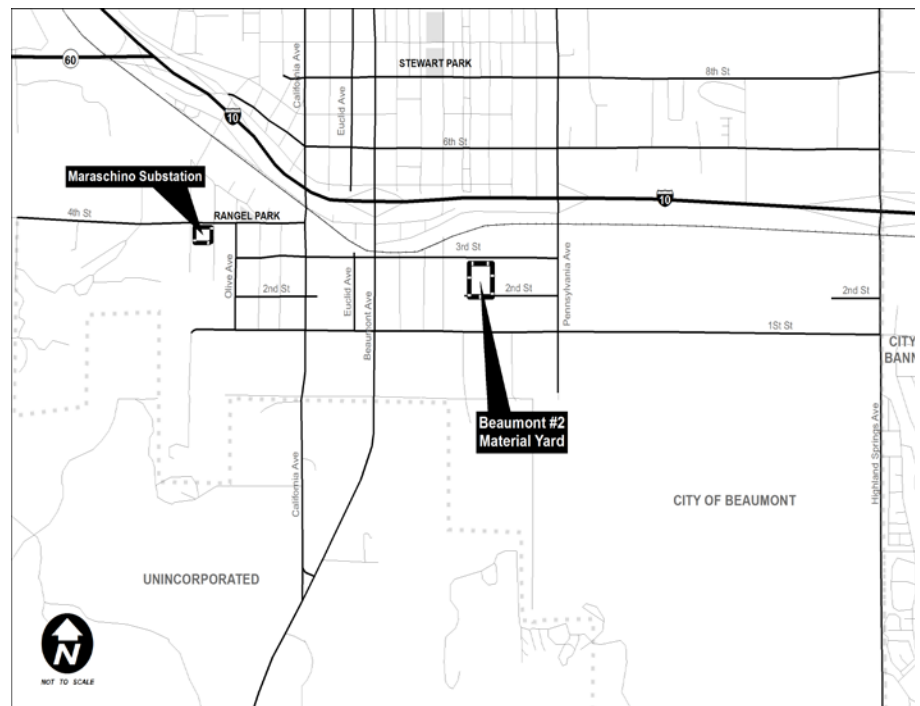 60
STEWART PARK
8th St
California Ave
Euclid Ave
10
6th St
Maraschino Substation
10
4th St
RANGEL PARK
3rd St
Olive Ave
2nd St
Euclid Ave
Beaumont Ave
2nd St
Pennsylvania Ave
2nd St
1St St
CITY
BANN
Beaumont #2
Material Yard
California Ave
Highland Springs Ave
CITY OF BEAUMONT
UNINCORPORATED
N
NOT TO SCALE